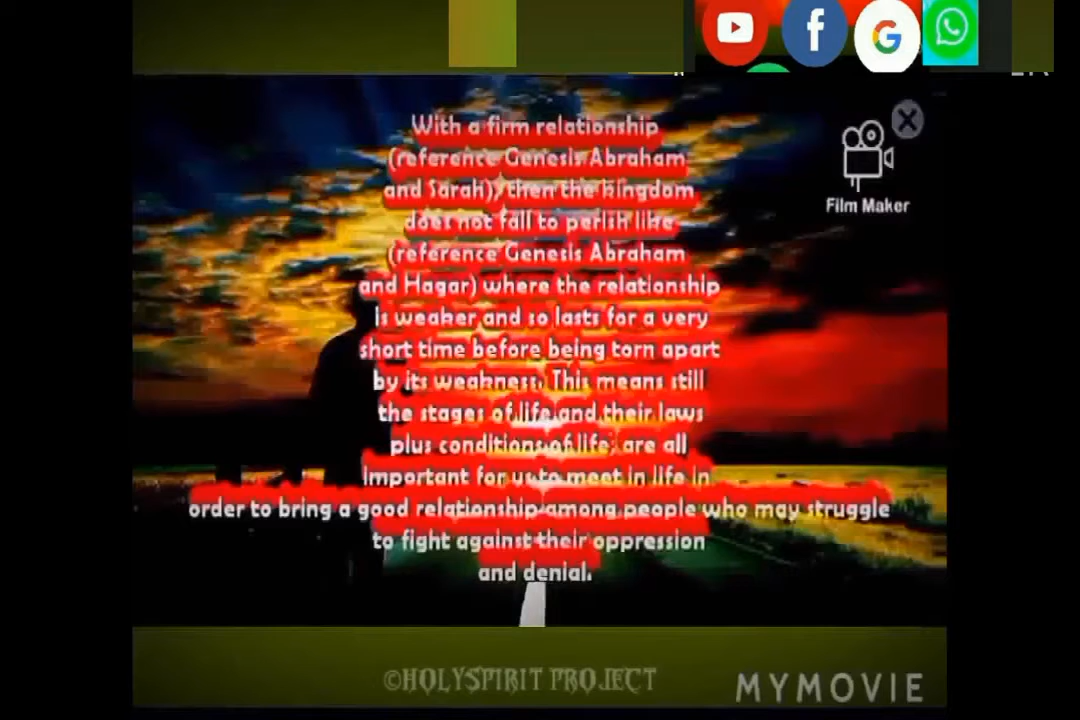 With a firm relationship
(reference Genesis Abraham
and Sarah), then the kingdom
does not fall to perish like
(reference Genesis Abraham
and Hagar) where the relationship
is weaker and so lasts for a very
short time before being torn apart
by its weakness. This means still
the stages of life and their laws
plus conditions of life are all
important for us to meet in life in
order to bring a good relationship among people who may struggle
to fight against their oppression
and denial.
Film Maker
©HOLYSPIRIT PROJECT
MYMOVIE